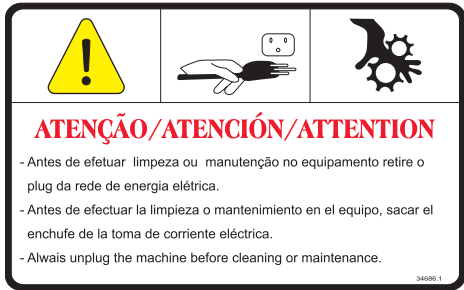 ATENÇÃO/ATENCIÓN/ATTENTION
- Antes de efetuar limpeza ou manutenção no equipamento retire o
plug da rede de energia elétrica.
- Antes de efectuar la limpieza o mantenimiento en el equipo, sacar el
enchufe de la toma de corriente eléctrica.
- Alwais unplug the machine before cleaning or maintenance.
34686.1